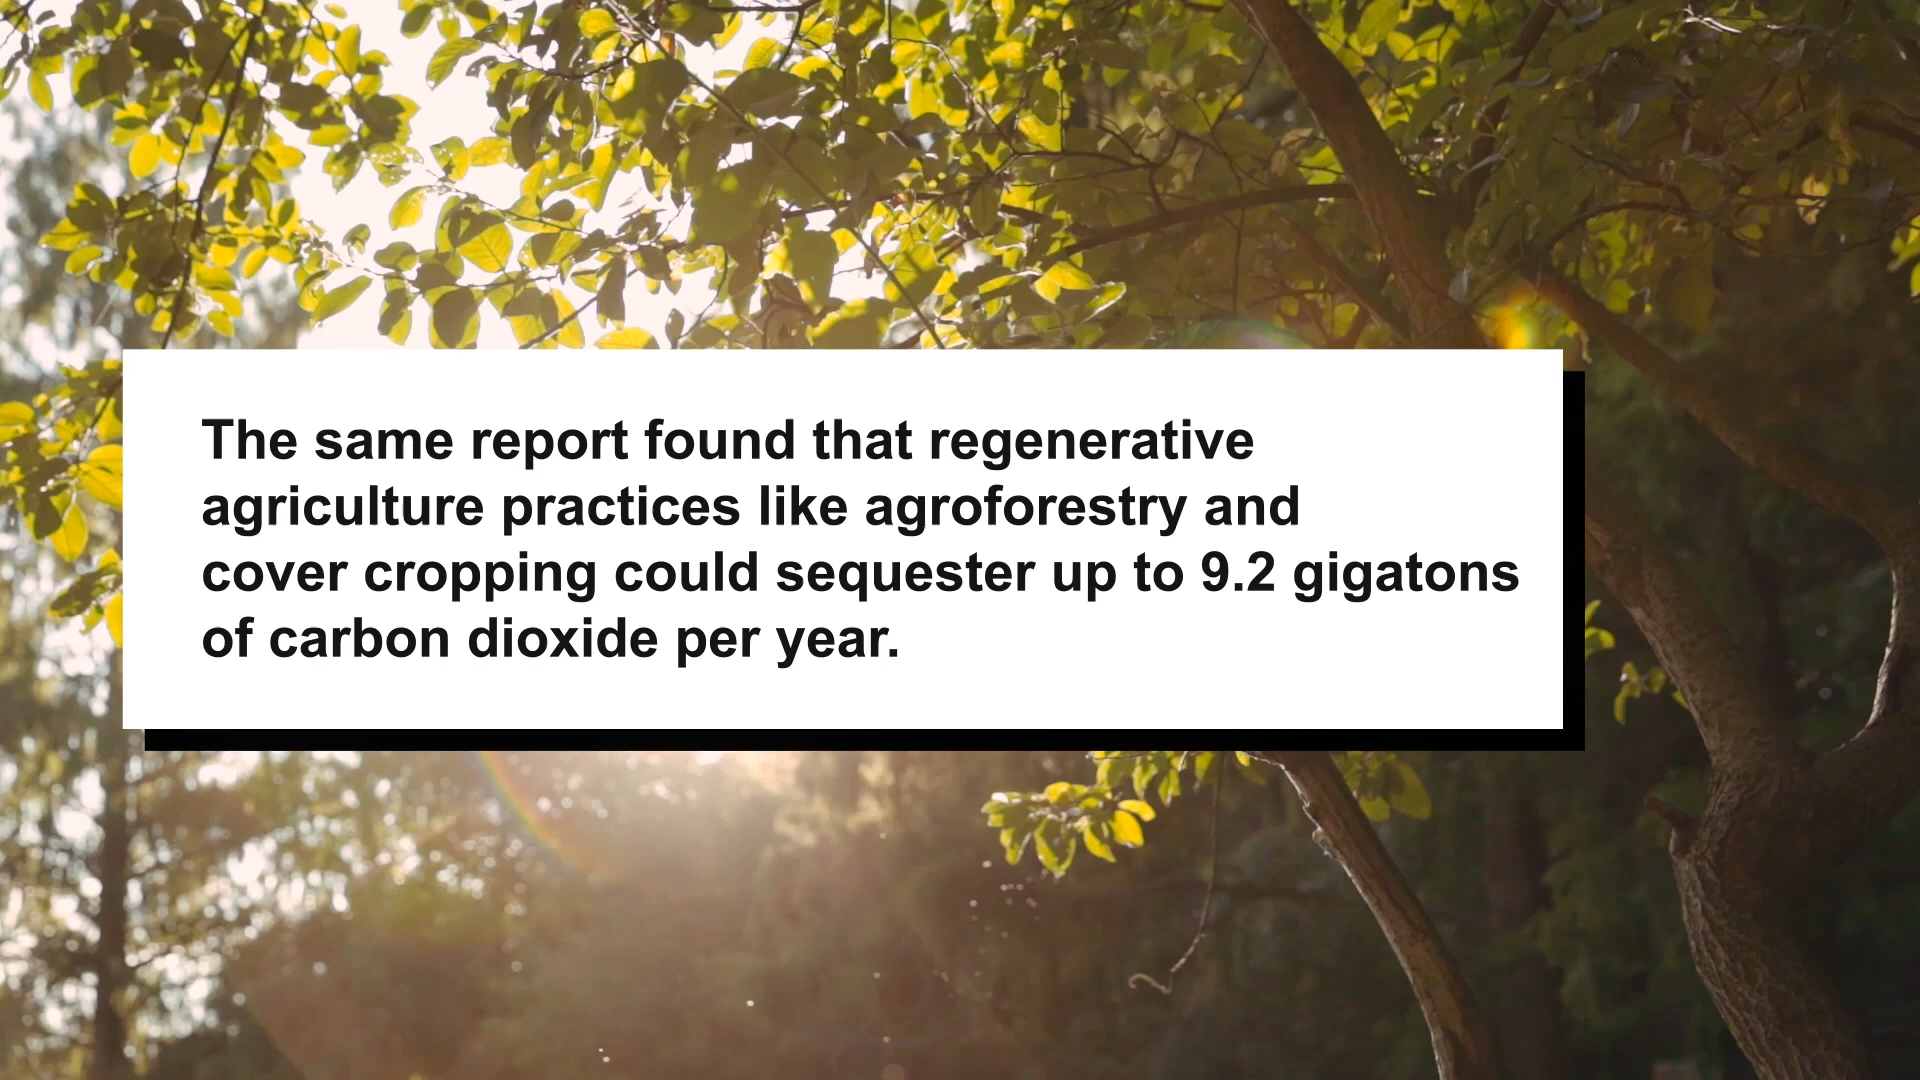 The same report found that regenerative
agriculture practices like agroforestry and
cover cropping could sequester up to 9.2 gigatons
of carbon dioxide per year.